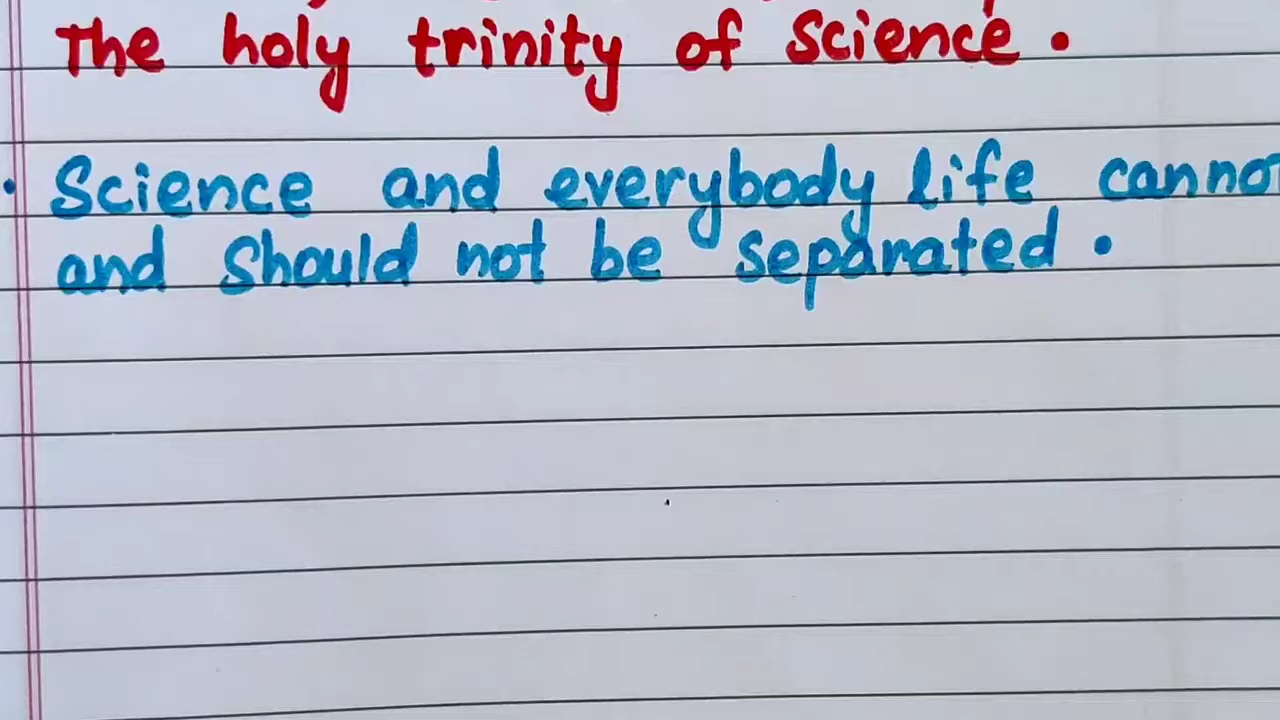 The holy trinity of science.
. Science and everybody life canno
and should not be separated.